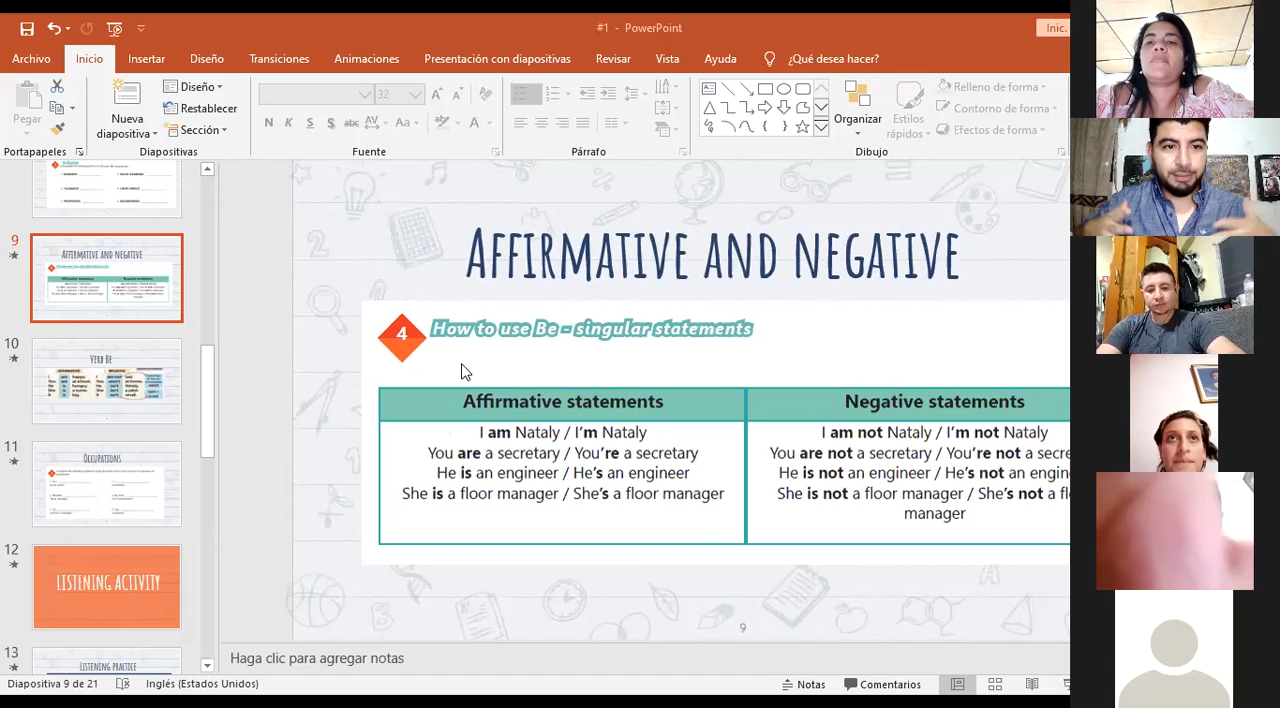 #1 - PowerPoint
Inic.
Archivo Inicio Insertar Diseño Transiciones Animaciones Presentación con diapositivas Revisar Vista Ayuda ¿Qué desea hacer?
Pegar
Nueva diapositiva
Diseño
Restablecer
Sección
32
N K S S abc AV Aa
Organizar
Estilos rápidos
Relleno de forma
Contorno de forma
Efectos de forma
Portapapeles Diapositivas Fuente Párrafo Dibujo
9
AFFIRMATIVE AND NEGATIVE
10
VERB BE
11
OCCUPATIONS
12
LISTENING ACTIVITY
13
LISTENING PRACTICE
AFFIRMATIVE AND NEGATIVE
4 How to use Be - singular statements
Affirmative statements
I am Nataly / I'm Nataly
You are a secretary / You're a secretary
He is an engineer / He's an engineer
She is a floor manager / She's a floor manager
Negative statements
I am not Nataly / I'm not Nataly
You are not a secretary / You're not a secre
He is not an engineer / He's not an engin
She is not a floor manager / She's not a fl
manager
9
Haga clic para agregar notas
Diapositiva 9 de 21 Inglés (Estados Unidos) Notas Comentarios